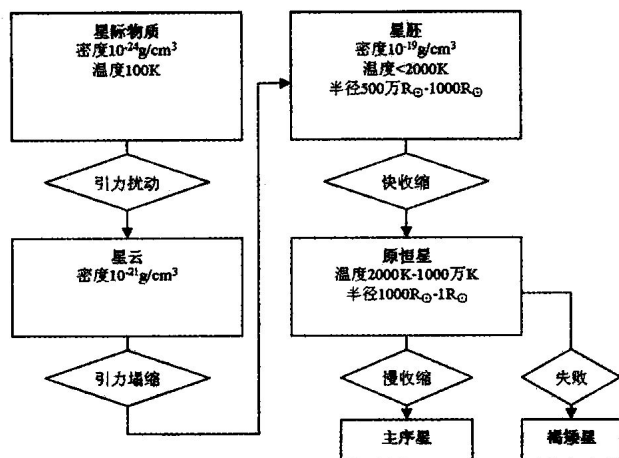 星际物质
密度10⁻²⁴g/cm³
温度100K
引力扰动
星云
密度10⁻²¹g/cm³
引力塌缩
星胚
密度10⁻¹⁹g/cm³
温度<2000K
半径500万R⊙-1000R⊙
快收缩
原恒星
温度2000K-1000万K
半径1000R⊙-1R⊙
慢收缩
失败
主序星
褐矮星